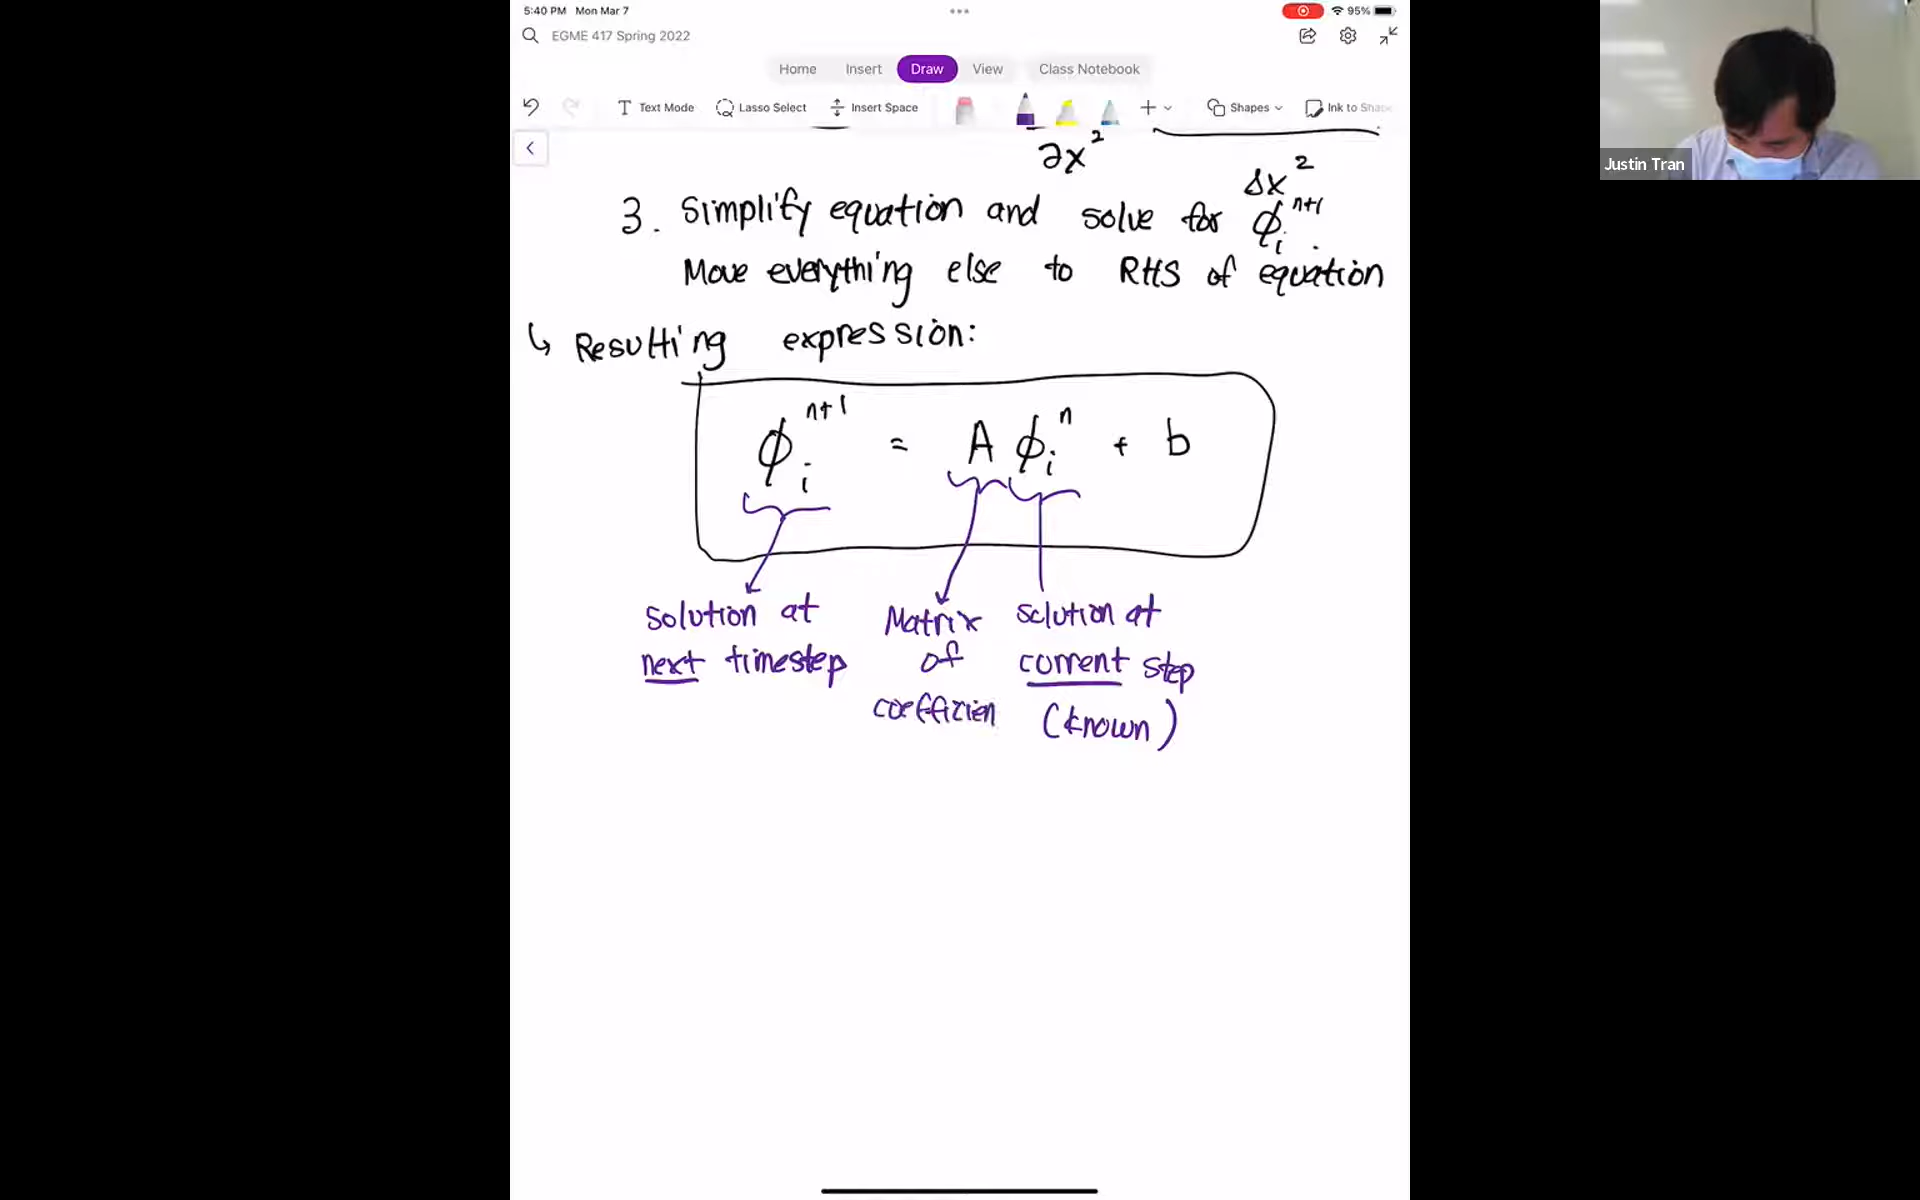 5:40 PM Mon Mar 7
95%
EGME 417 Spring 2022
Home Insert Draw View Class Notebook
Text Mode Lasso Select Insert Space Shapes Ink to Shape
Justin Tran
∂x²
Δx²
3. Simplify equation and solve for ϕᵢⁿ⁺¹.
Move everything else to RHS of equation
↳ Resulting expression:
ϕᵢⁿ⁺¹ = A ϕᵢⁿ + b
solution at
next timestep
Matrix
of
coefficien
solution at
current step
(known)